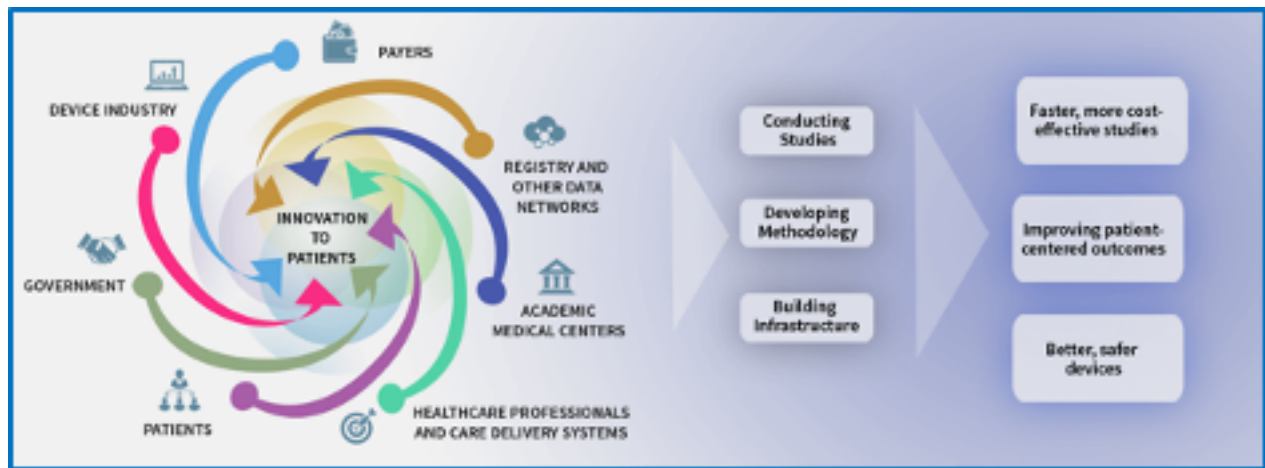 PAYERS
DEVICE INDUSTRY
REGISTRY AND
OTHER DATA
NETWORKS
INNOVATION
TO
PATIENTS
GOVERNMENT
ACADEMIC
MEDICAL CENTERS
PATIENTS
HEALTHCARE PROFESSIONALS
AND CARE DELIVERY SYSTEMS
Conducting
Studies
Developing
Methodology
Building
Infrastructure
Faster, more cost-
effective studies
Improving patient-
centered outcomes
Better, safer
devices